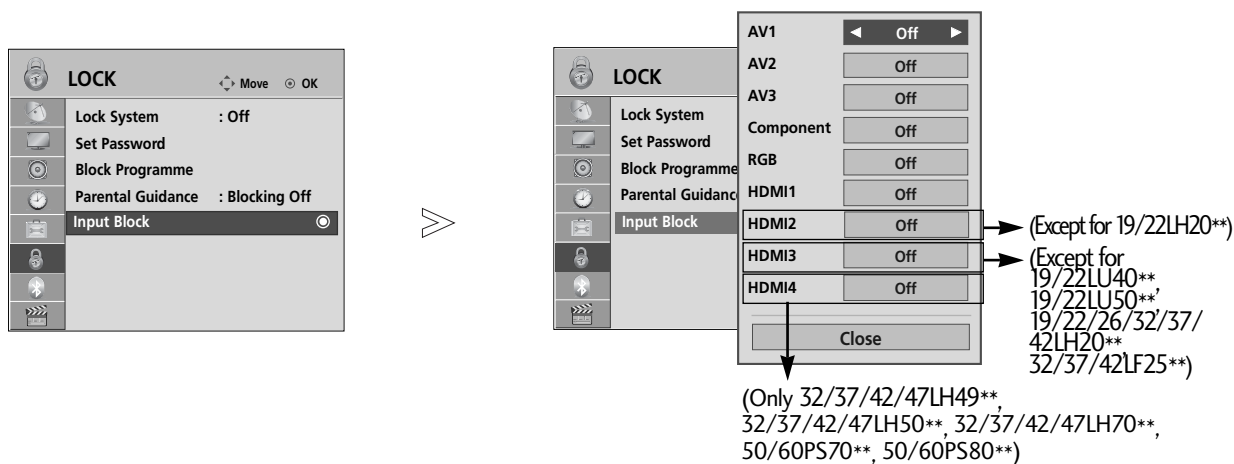 LOCK
Move OK
Lock System : Off
Set Password
Block Programme
Parental Guidance : Blocking Off
Input Block
LOCK
Lock System
Set Password
Block Programme
Parental Guidance
Input Block
AV1 ◄ Off ►
AV2 Off
AV3 Off
Component Off
RGB Off
HDMI1 Off
HDMI2 Off
HDMI3 Off
HDMI4 Off
Close
(Except for 19/22LH20**)
(Except for
19/22LU40**,
19/22LU50**,
19/22/26/32/37/
42LH20**,
32/37/42LF25**)
(Only 32/37/42/47LH49**,
32/37/42/47LH50**, 32/37/42/47LH70**,
50/60PS70**, 50/60PS80**)